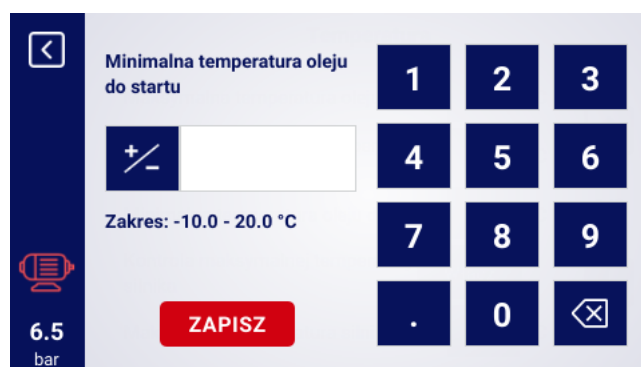 Minimalna temperatura oleju
do startu
+/-
Zakres: -10.0 - 20.0 °C
ZAPISZ
1 2 3
4 5 6
7 8 9
. 0
6.5
bar